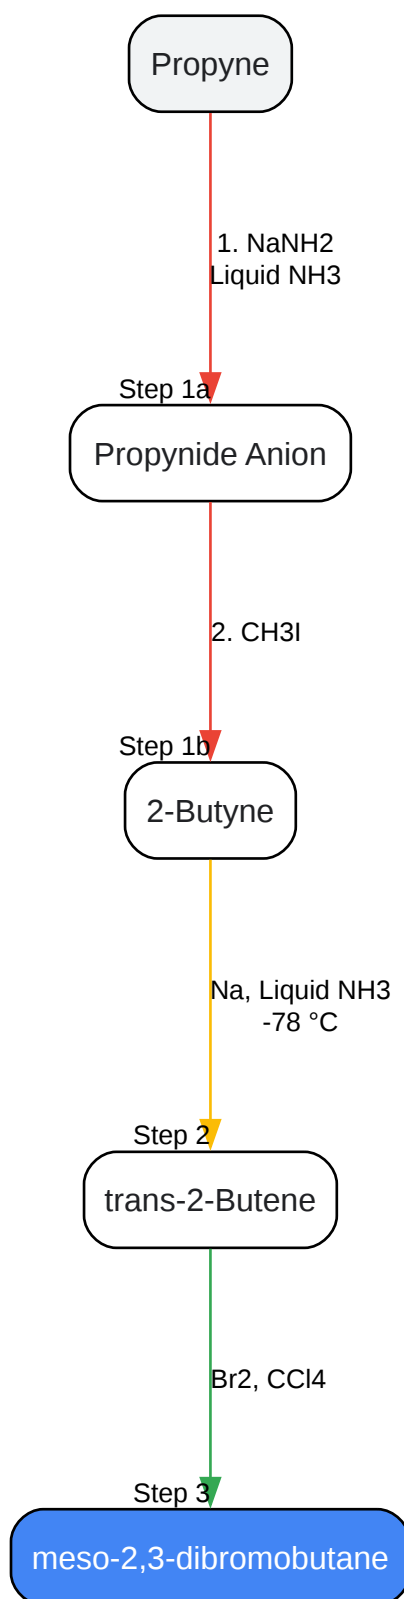 Propyne
1. NaNH2
Liquid NH3
Step 1a
Propynide Anion
2. CH3I
Step 1b
2-Butyne
Na, Liquid NH3
-78 °C
Step 2
trans-2-Butene
Br2, CCl4
Step 3
meso-2,3-dibromobutane